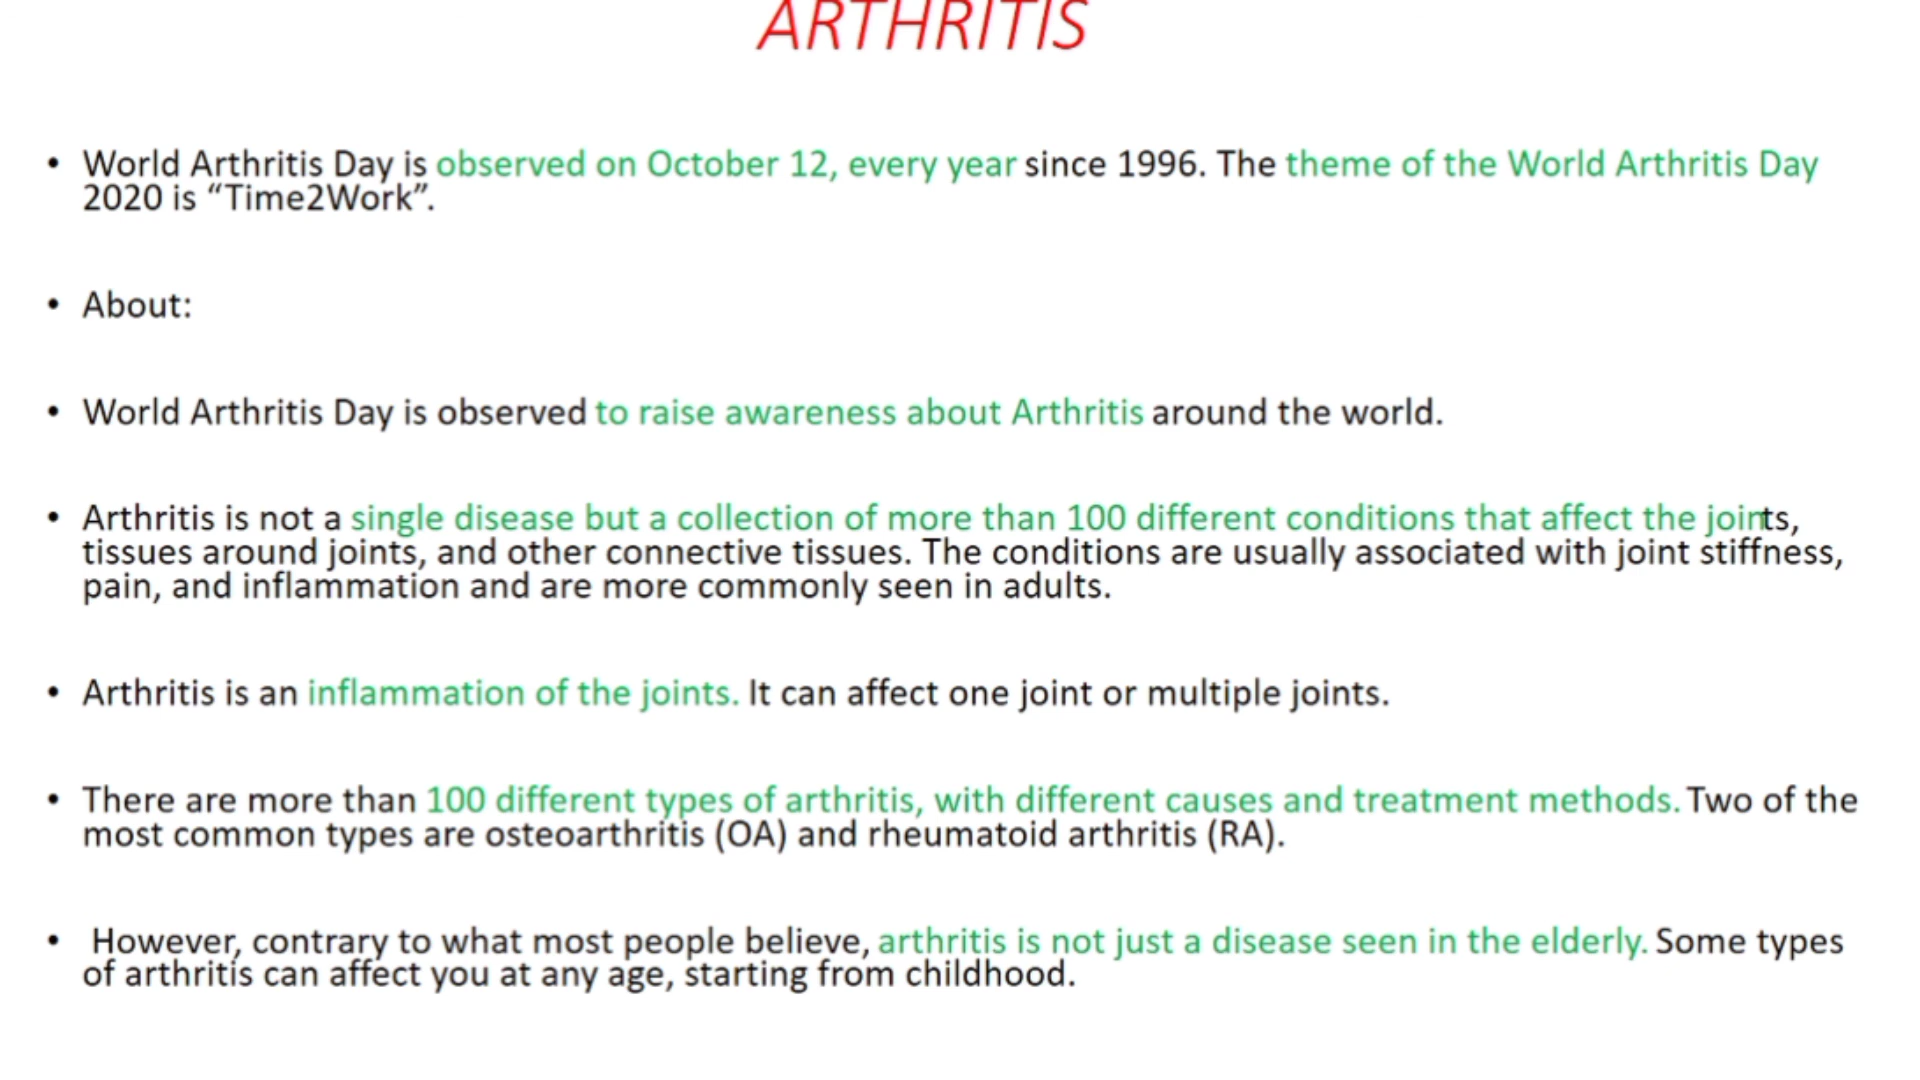 ARTHRITIS
• World Arthritis Day is observed on October 12, every year since 1996. The theme of the World Arthritis Day
2020 is “Time2Work”.
• About:
• World Arthritis Day is observed to raise awareness about Arthritis around the world.
• Arthritis is not a single disease but a collection of more than 100 different conditions that affect the joints,
tissues around joints, and other connective tissues. The conditions are usually associated with joint stiffness,
pain, and inflammation and are more commonly seen in adults.
• Arthritis is an inflammation of the joints. It can affect one joint or multiple joints.
• There are more than 100 different types of arthritis, with different causes and treatment methods. Two of the
most common types are osteoarthritis (OA) and rheumatoid arthritis (RA).
• However, contrary to what most people believe, arthritis is not just a disease seen in the elderly. Some types
of arthritis can affect you at any age, starting from childhood.